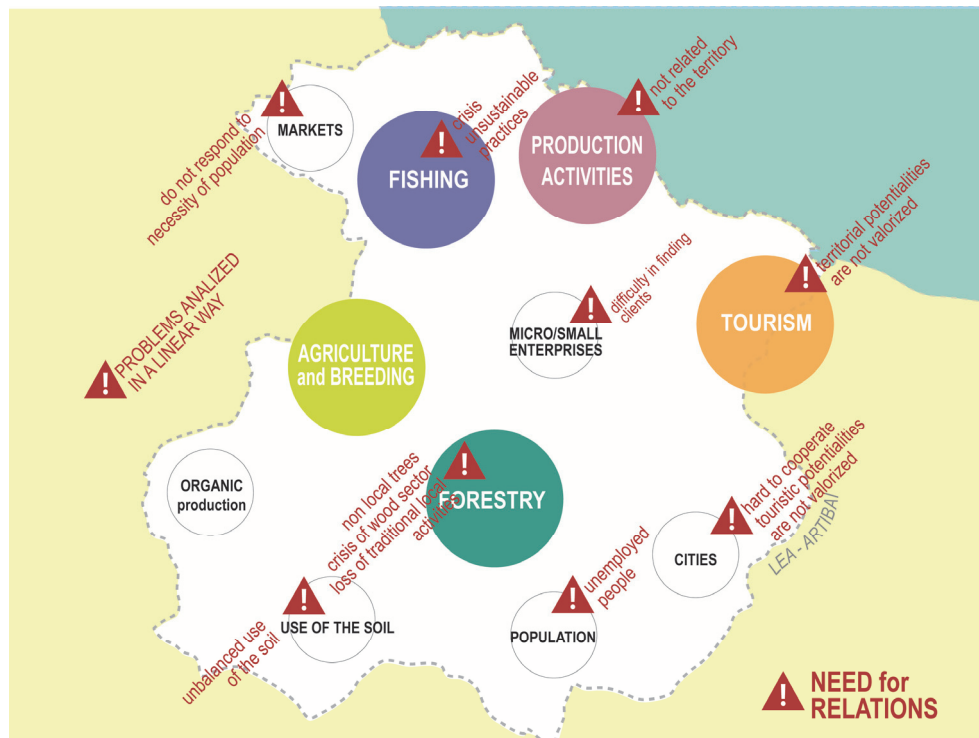 MARKETS
do not respond to
necessity of population
FISHING
crisis
unsustainable
practices
PRODUCTION
ACTIVITIES
not related
to the territory
TOURISM
territorial potentialities
are not valorized
MICRO/SMALL
ENTERPRISES
difficulty in finding
clients
PROBLEMS ANALIZED
IN A LINEAR WAY
AGRICULTURE
and BREEDING
ORGANIC
production
FORESTRY
non local trees
crisis of wood sector
loss of traditional local
activities
CITIES
hard to cooperate
touristic potentialities
are not valorized
LEA - ARTIBAI
USE OF THE SOIL
unbalanced use
of the soil
POPULATION
unemployed
people
NEED for
RELATIONS